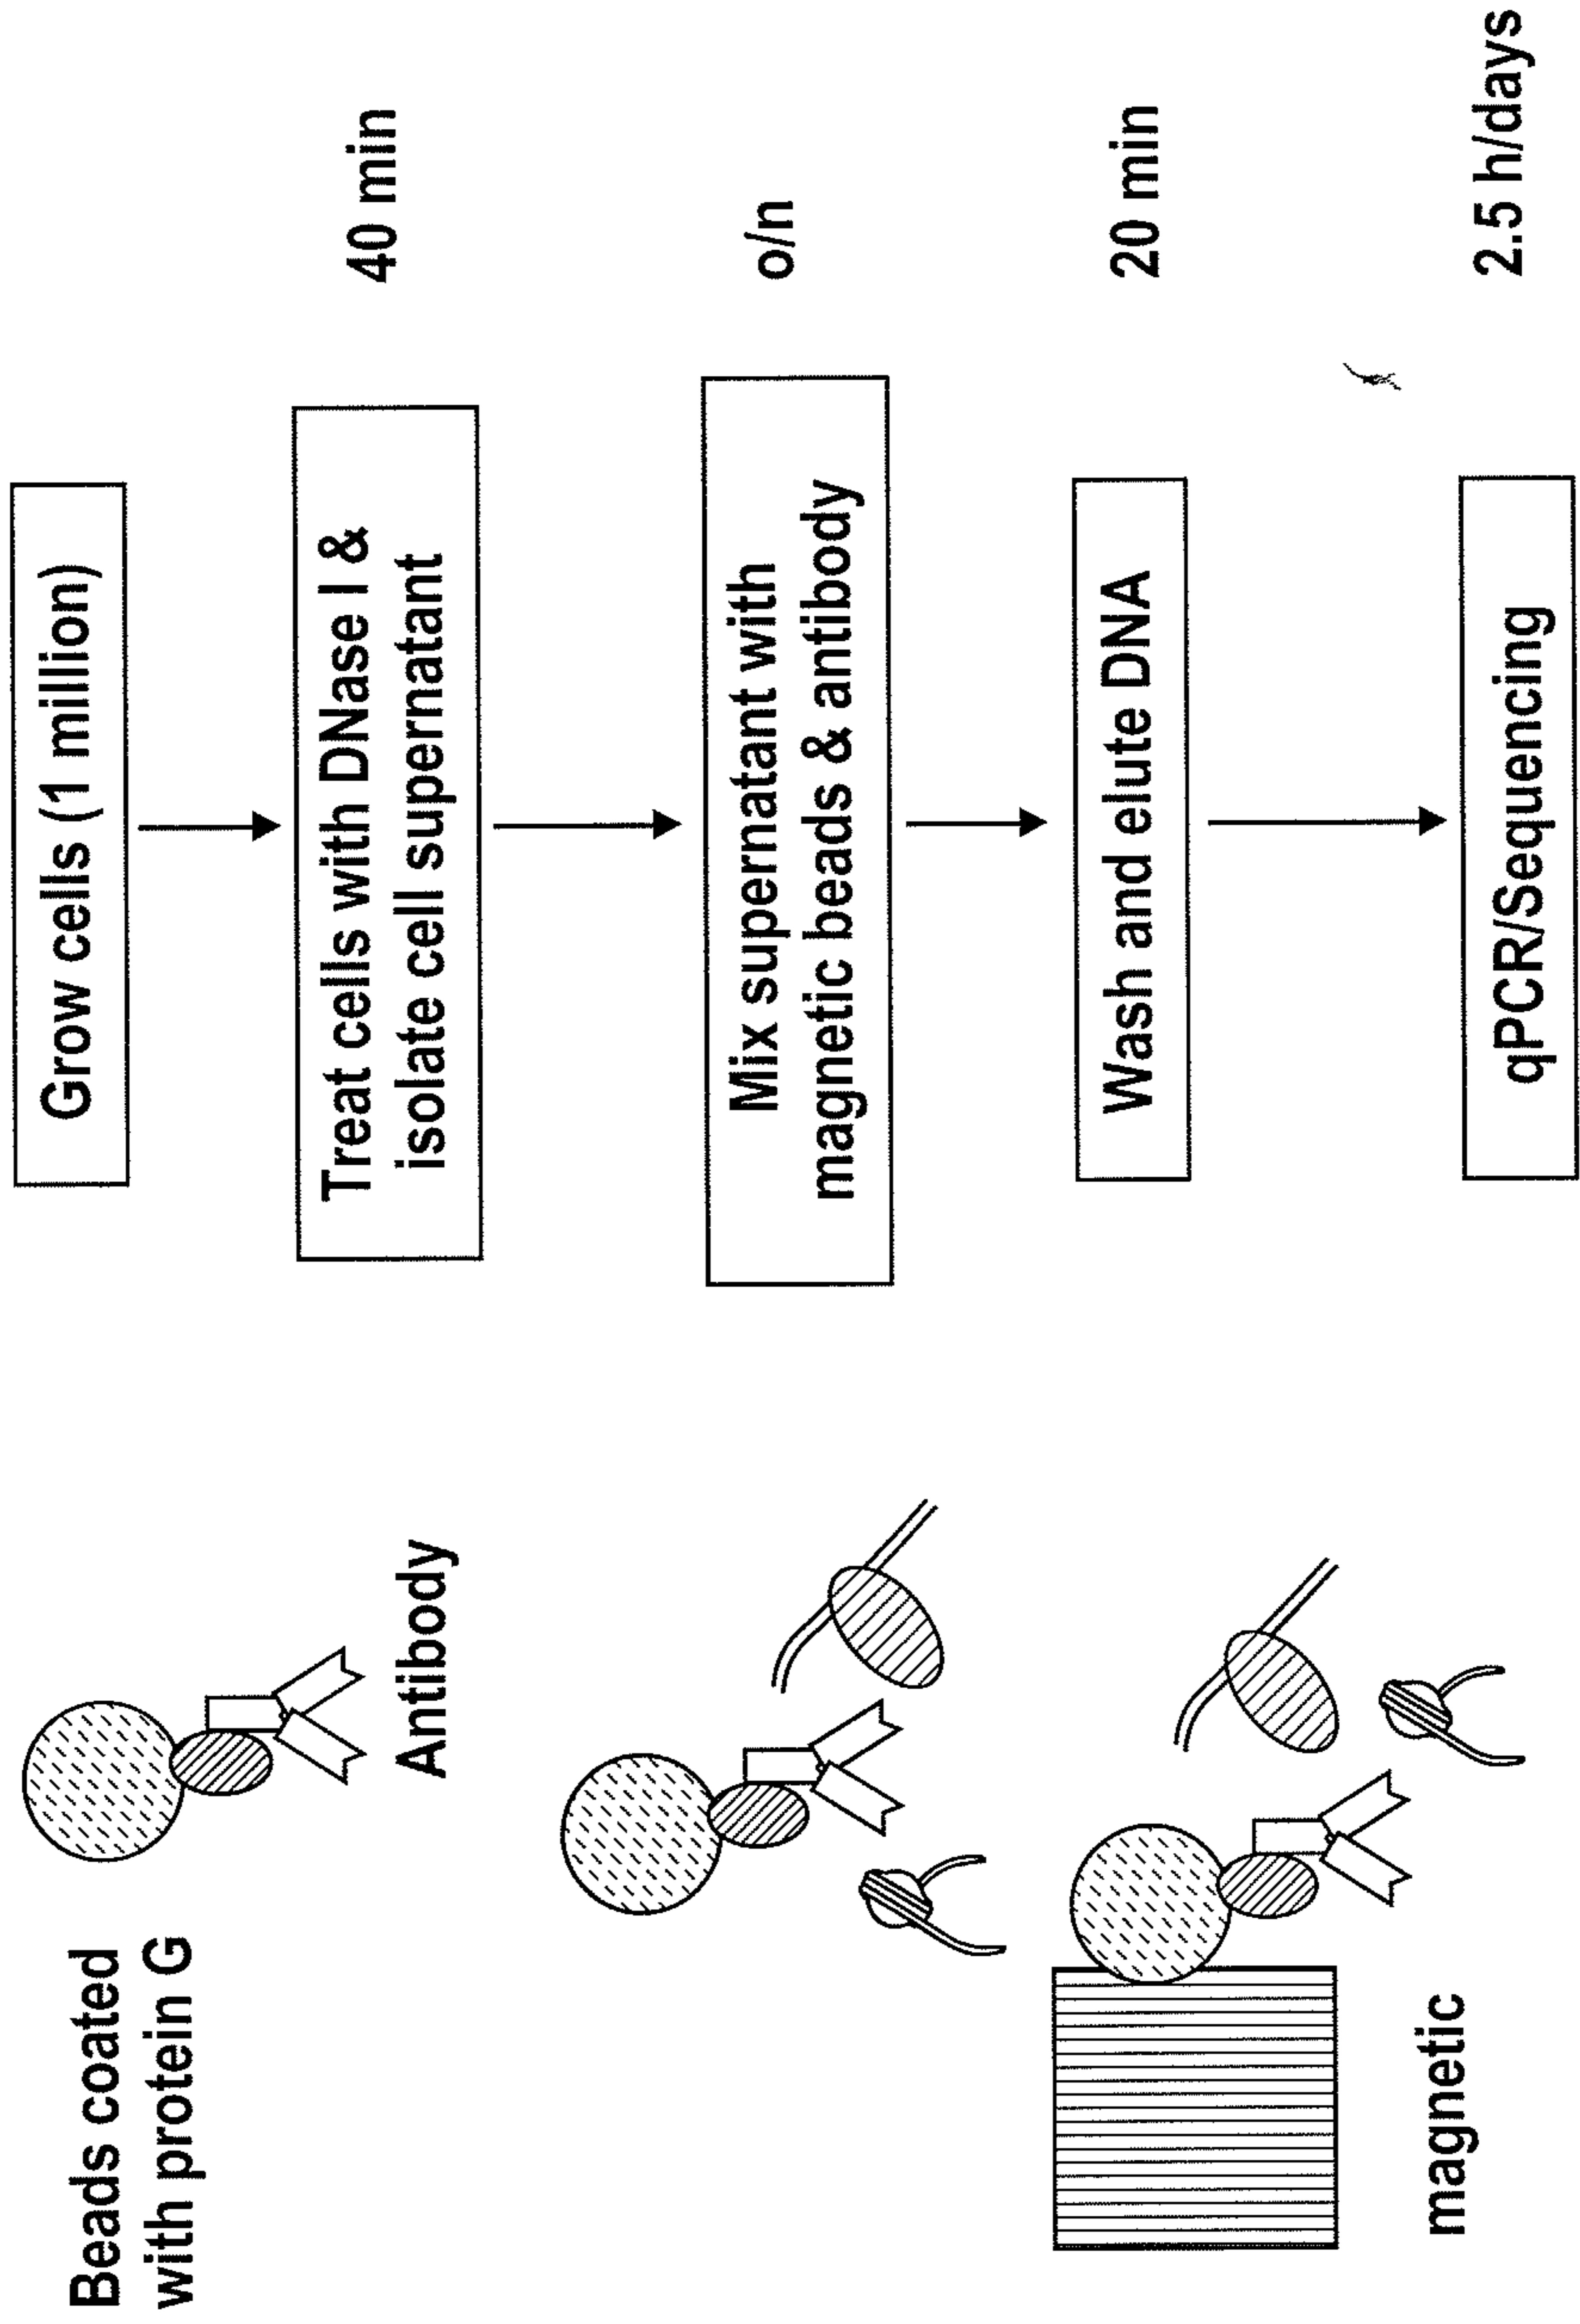 Beads coated
with protein G
Antibody
magnetic
Grow cells (1 million)
Treat cells with DNase I &
isolate cell supernatant
40 min
Mix supernatant with
magnetic beads & antibody
o/n
Wash and elute DNA
20 min
qPCR/Sequencing
2.5 h/days